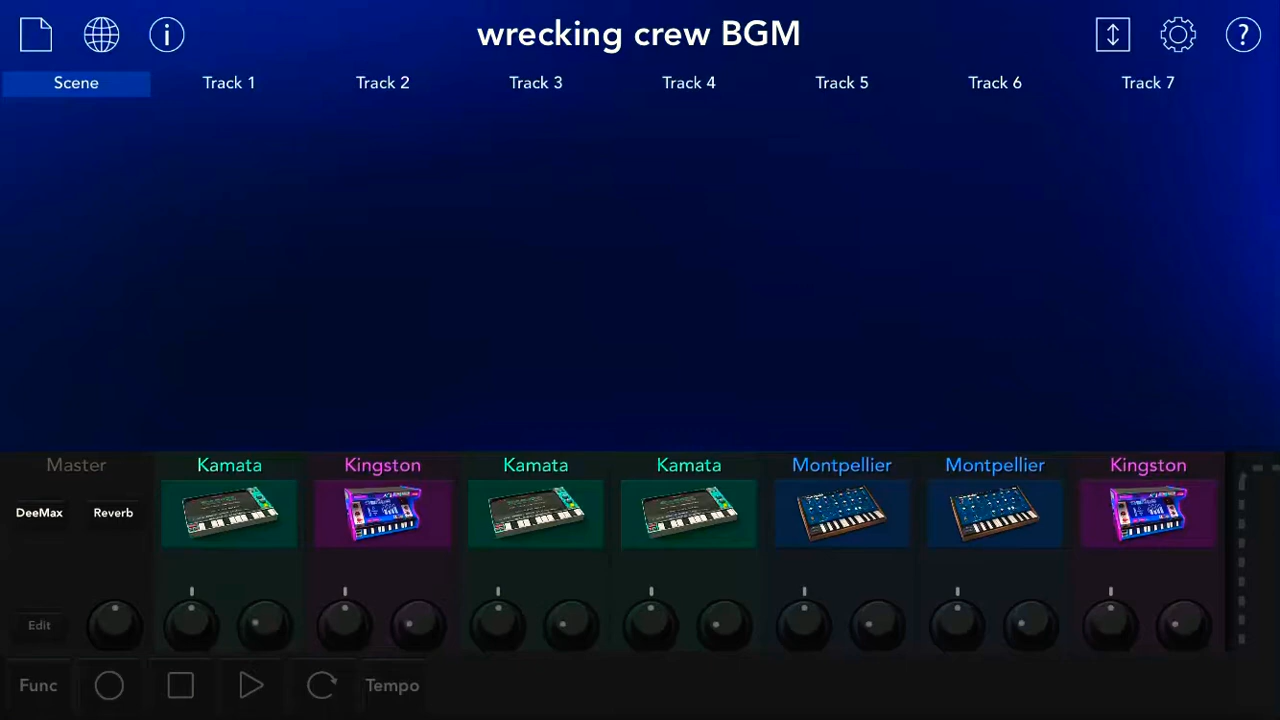 wrecking crew BGM
Scene Track 1 Track 2 Track 3 Track 4 Track 5 Track 6 Track 7
Master Kamata Kingston Kamata Kamata Montpellier Montpellier Kingston
DeeMax Reverb
Edit
Func Tempo